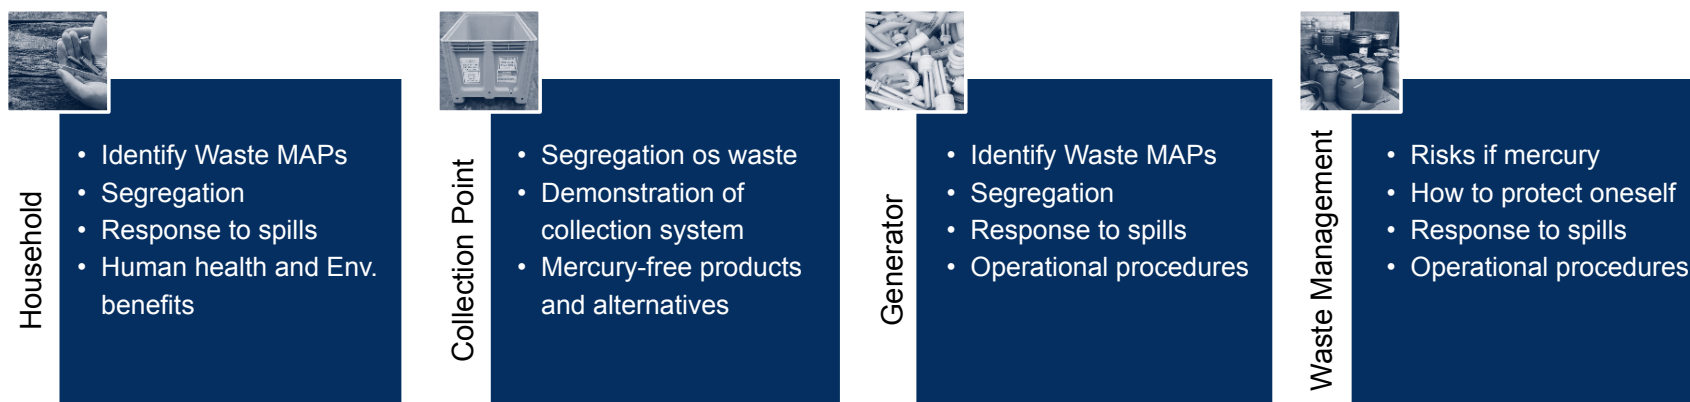 Household
• Identify Waste MAPs
• Segregation
• Response to spills
• Human health and Env.
benefits
Collection Point
• Segregation os waste
• Demonstration of
collection system
• Mercury-free products
and alternatives
Generator
• Identify Waste MAPs
• Segregation
• Response to spills
• Operational procedures
Waste Management
• Risks if mercury
• How to protect oneself
• Response to spills
• Operational procedures